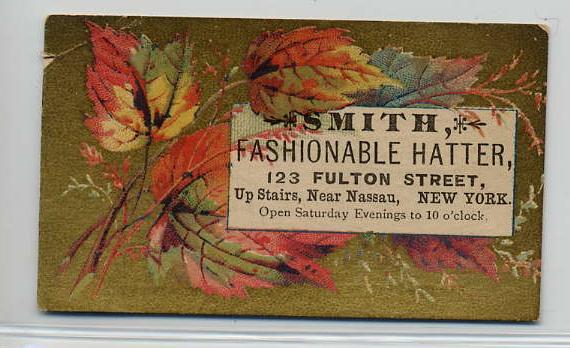 SMITH,
FASHIONABLE HATTER,
123 FULTON STREET,
Up Stairs, Near Nassau, NEW YORK.
Open Saturday Evenings to 10 o'clock.